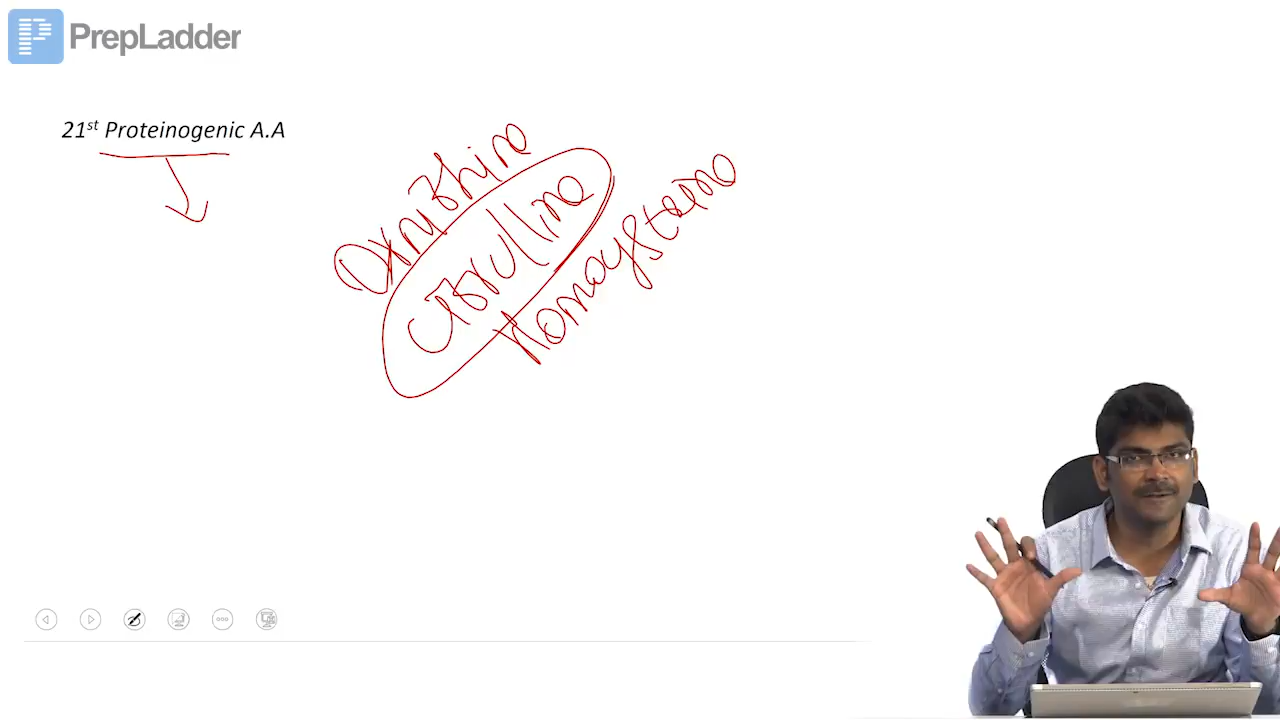 PrepLadder
21st Proteinogenic A.A
Ornithine
Citrulline
Homocysteine